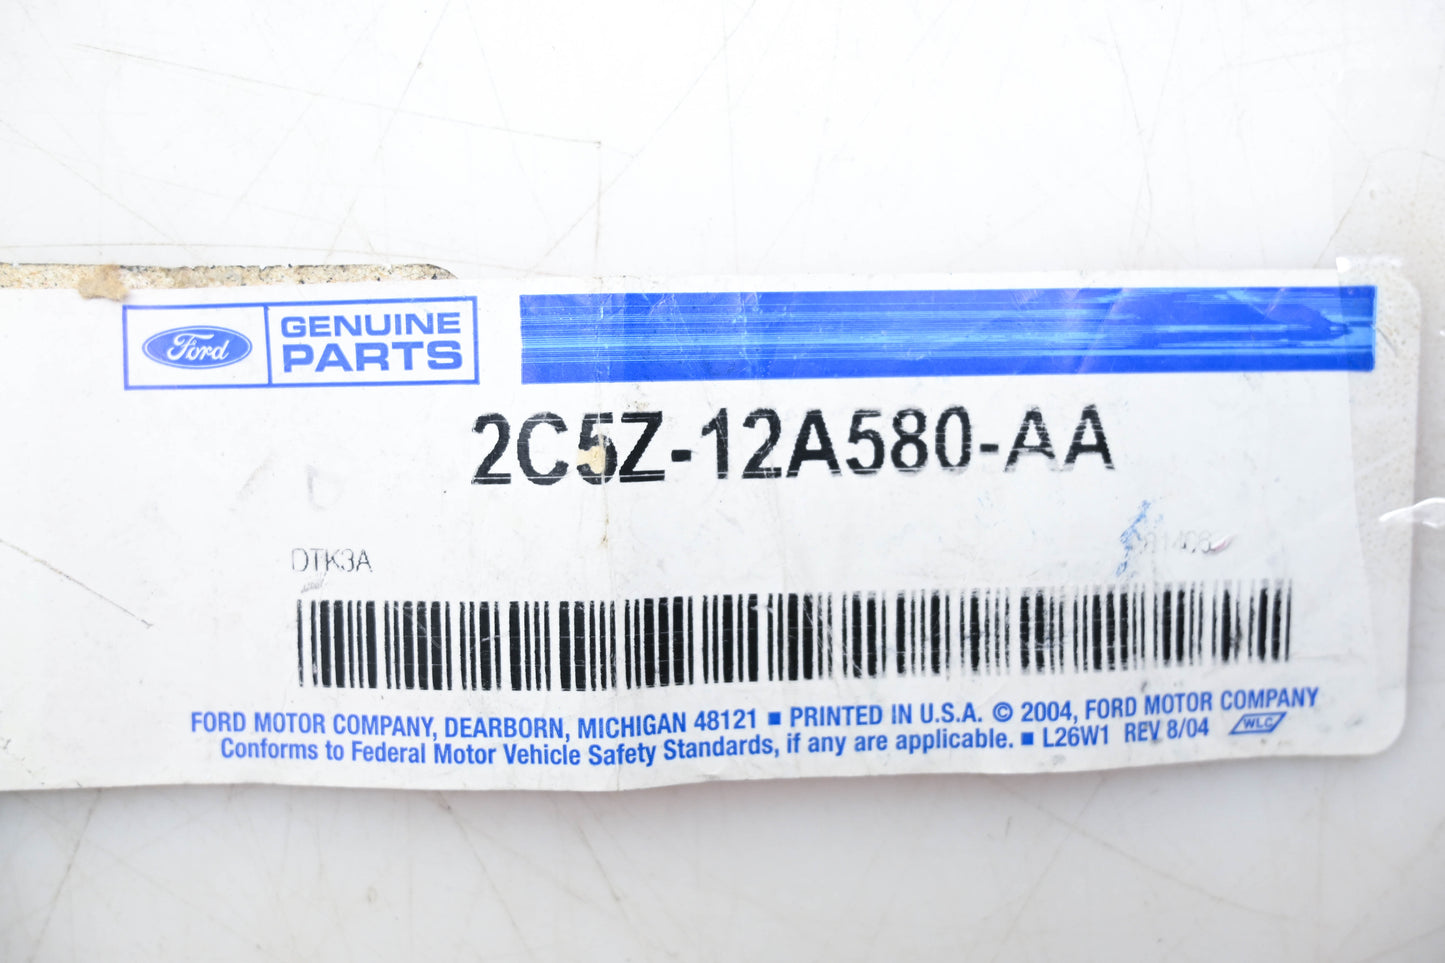 Ford
GENUINE
PARTS
2C5Z-12A580-AA
DTK3A
FORD MOTOR COMPANY, DEARBORN, MICHIGAN 48121 ■ PRINTED IN U.S.A. © 2004, FORD MOTOR COMPANY
Conforms to Federal Motor Vehicle Safety Standards, if any are applicable. ■ L26W1 REV 8/04 WLC